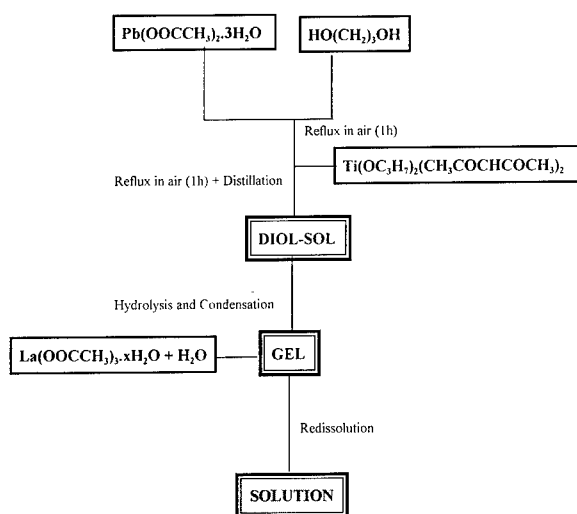 Pb(OOCCH₃)₂.3H₂O
HO(CH₂)₃OH
Reflux in air (1h)
Ti(OC₃H₇)₂(CH₃COCHCOCH₃)₂
Reflux in air (1h) + Distillation
DIOL-SOL
Hydrolysis and Condensation
La(OOCCH₃)₃.xH₂O + H₂O
GEL
Redissolution
SOLUTION